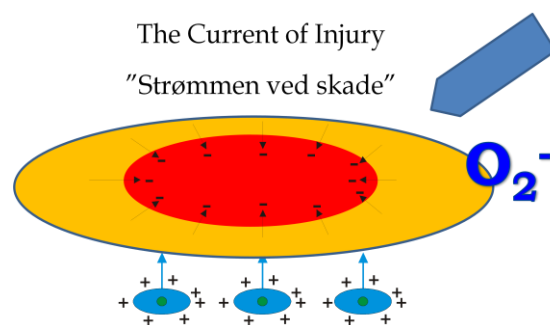 The Current of Injury
”Strømmen ved skade”
O₂⁻